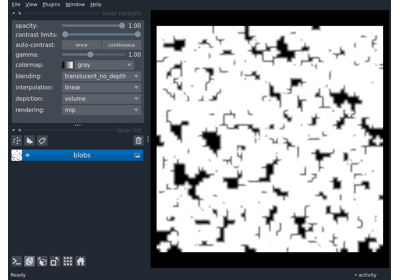 File View Plugins Window Help
layer controls
opacity: 1.00
contrast limits:
auto-contrast: once continuous
gamma: 1.00
colormap: gray
blending: translucent_no_depth
interpolation: linear
depiction: volume
rendering: mip
layer list
blobs
Ready activity